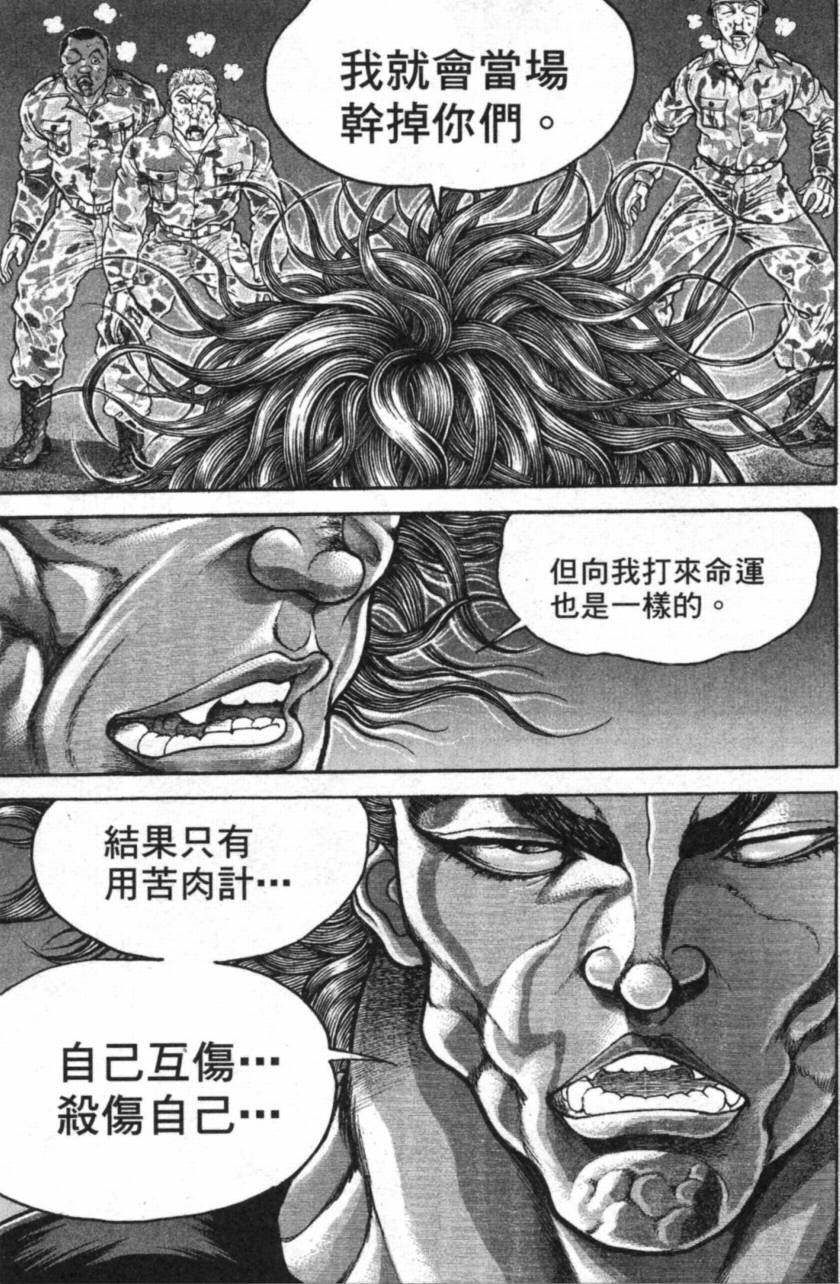 我就會當場
幹掉你們。
但向我打來命運
也是一樣的。
結果只有
用苦肉計…
自己互傷…
殺傷自己…